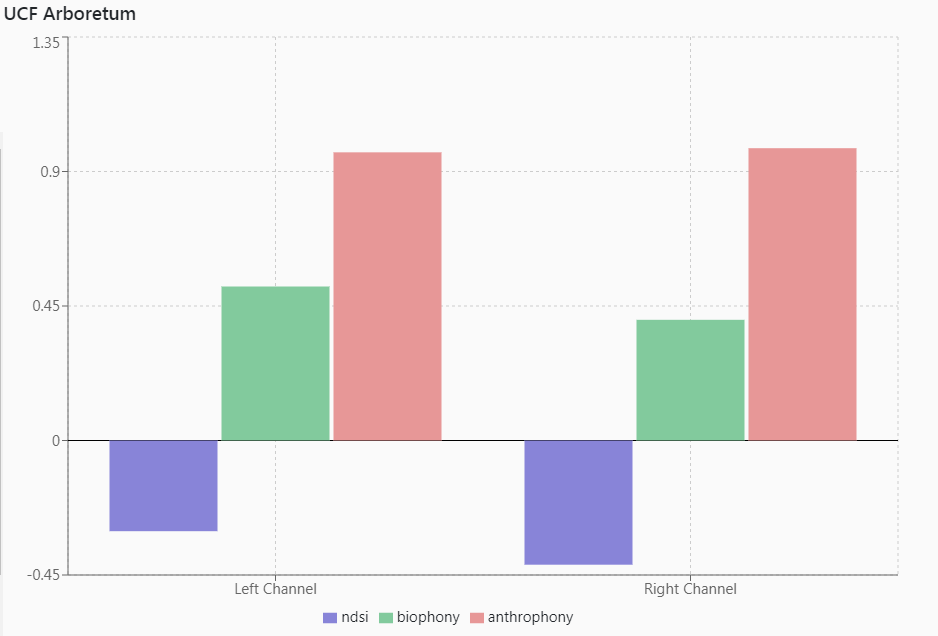 UCF Arboretum
1.35
0.9
0.45
0
-0.45
Left Channel Right Channel
ndsi biophony anthrophony